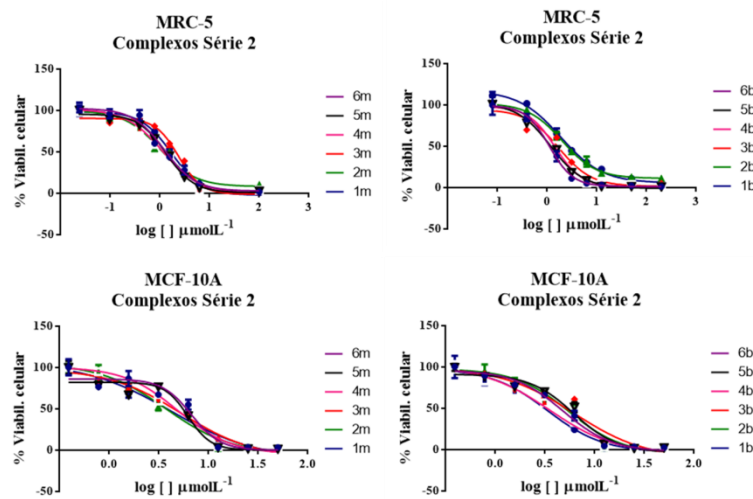 MRC-5
Complexos Série 2
150
100
50
0
-50
-1
0
1
2
3
% Viabil. celular
log [ ] µmolL⁻¹
6m
5m
4m
3m
2m
1m
MRC-5
Complexos Série 2
150
100
50
0
-50
-2
-1
0
1
2
3
% Viabil. celular
log [ ] µmolL⁻¹
6b
5b
4b
3b
2b
1b
MCF-10A
Complexos Série 2
150
100
50
0
-50
0.0
0.5
1.0
1.5
2.0
% Viabil. celular
log [ ] µmolL⁻¹
6m
5m
4m
3m
2m
1m
MCF-10A
Complexos Série 2
150
100
50
0
-50
0.0
0.5
1.0
1.5
2.0
% Viabil. celular
log [ ] µmolL⁻¹
6b
5b
4b
3b
2b
1b